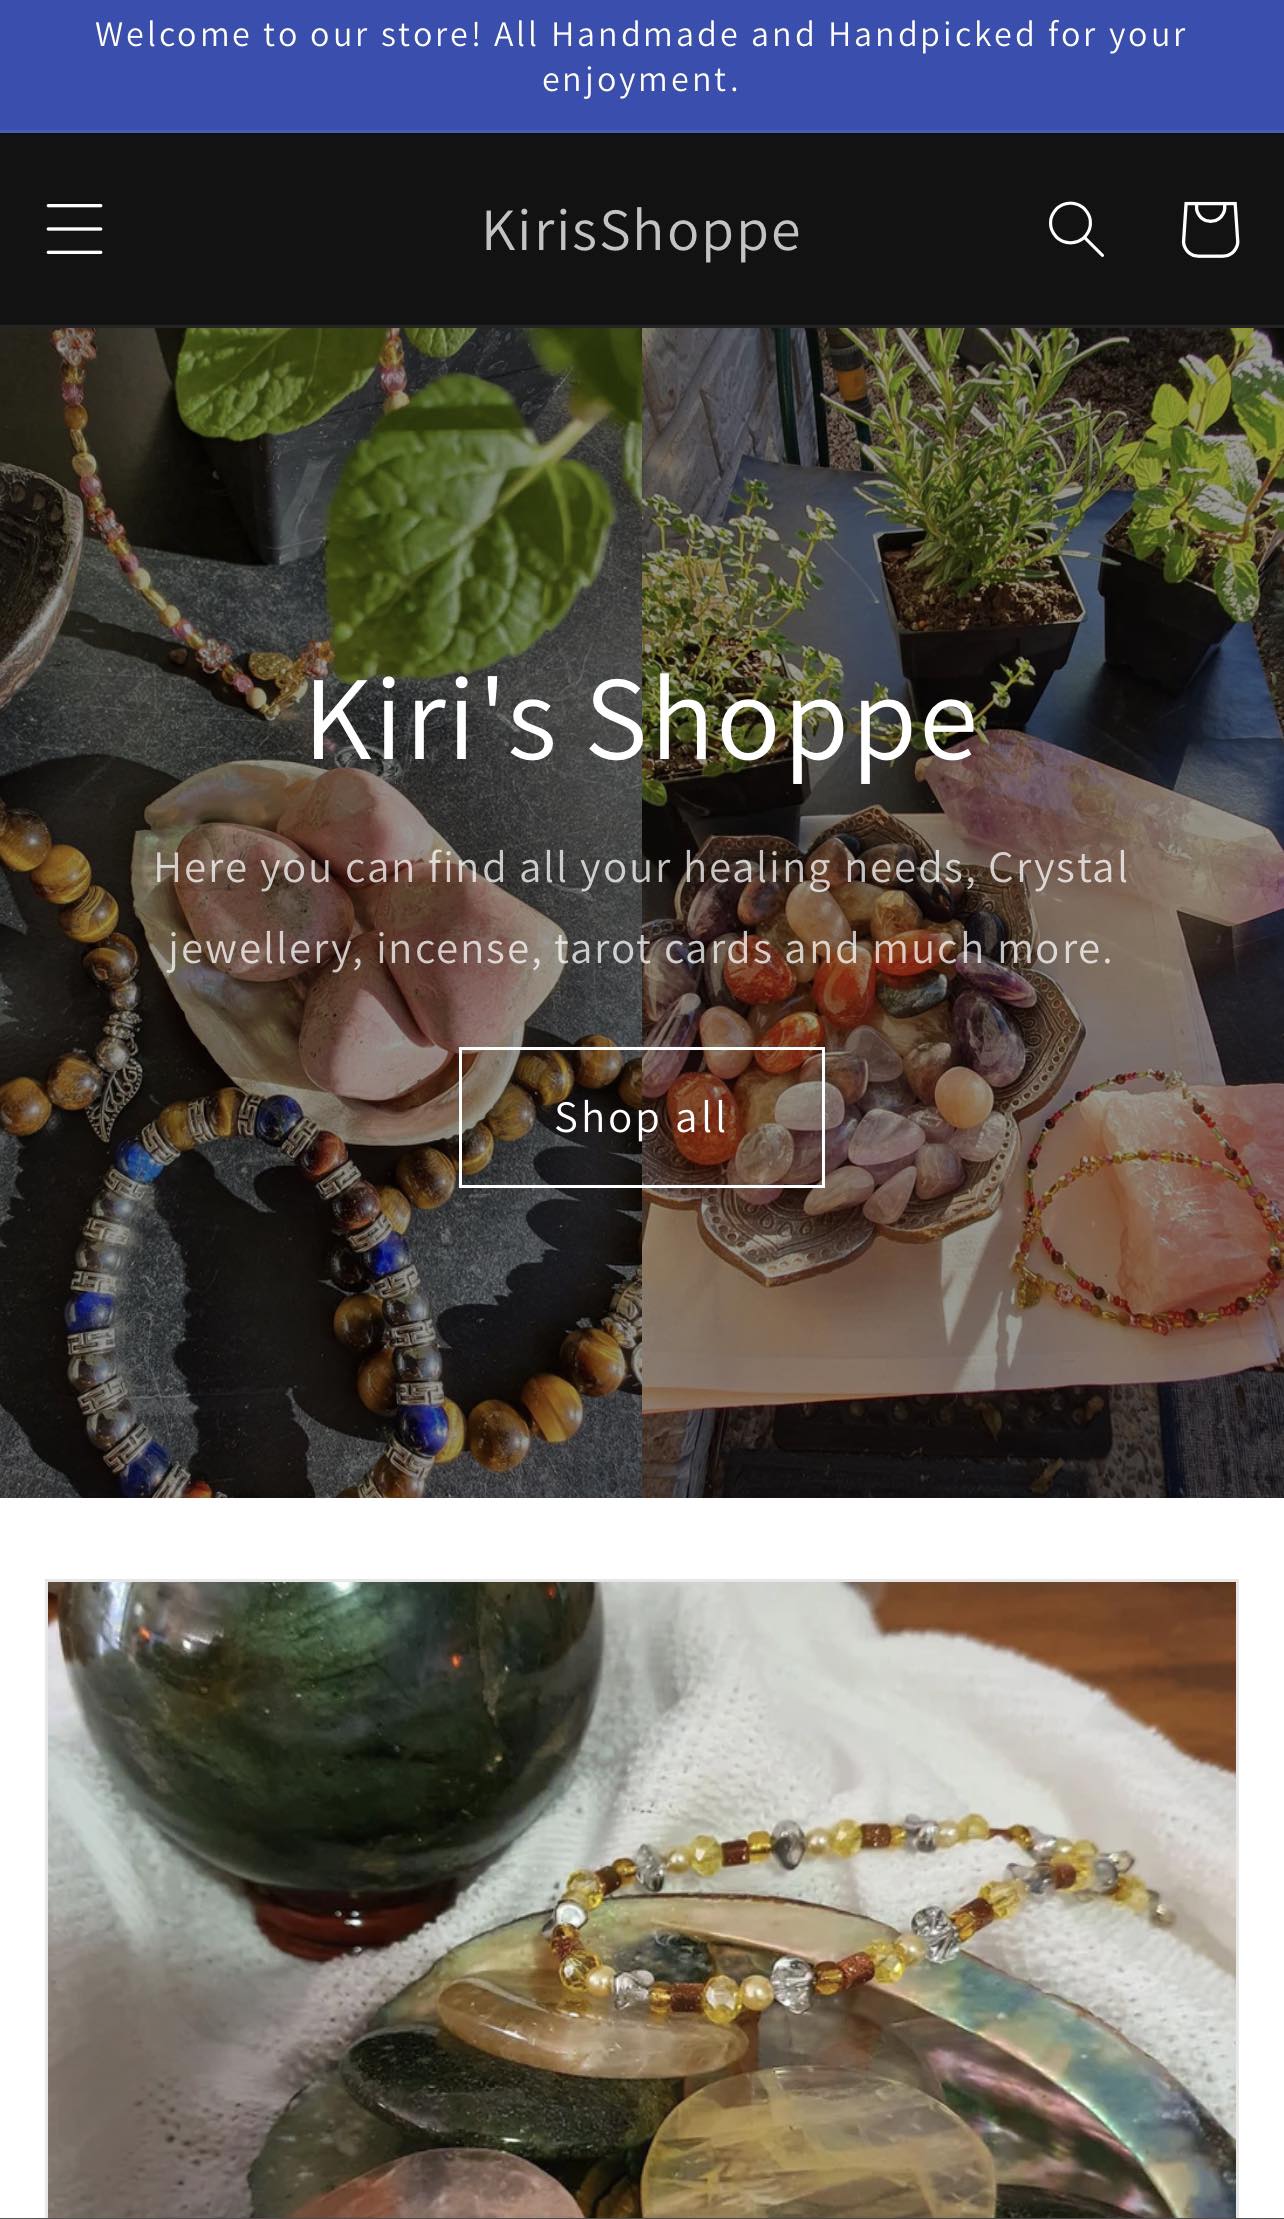 Welcome to our store! All Handmade and Handpicked for your
enjoyment.
KirisShoppe
Kiri's Shoppe
Here you can find all your healing needs, Crystal
jewellery, incense, tarot cards and much more.
Shop all